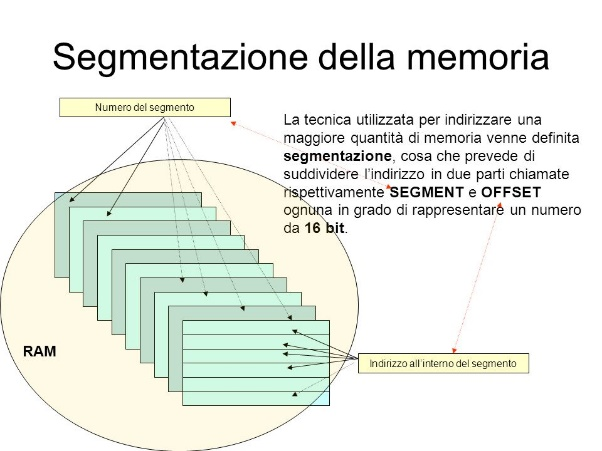 Segmentazione della memoria
Numero del segmento
La tecnica utilizzata per indirizzare una
maggiore quantità di memoria venne definita
segmentazione, cosa che prevede di
suddividere l'indirizzo in due parti chiamate
rispettivamente SEGMENT e OFFSET
ognuna in grado di rappresentare un numero
da 16 bit.
RAM
Indirizzo all'interno del segmento